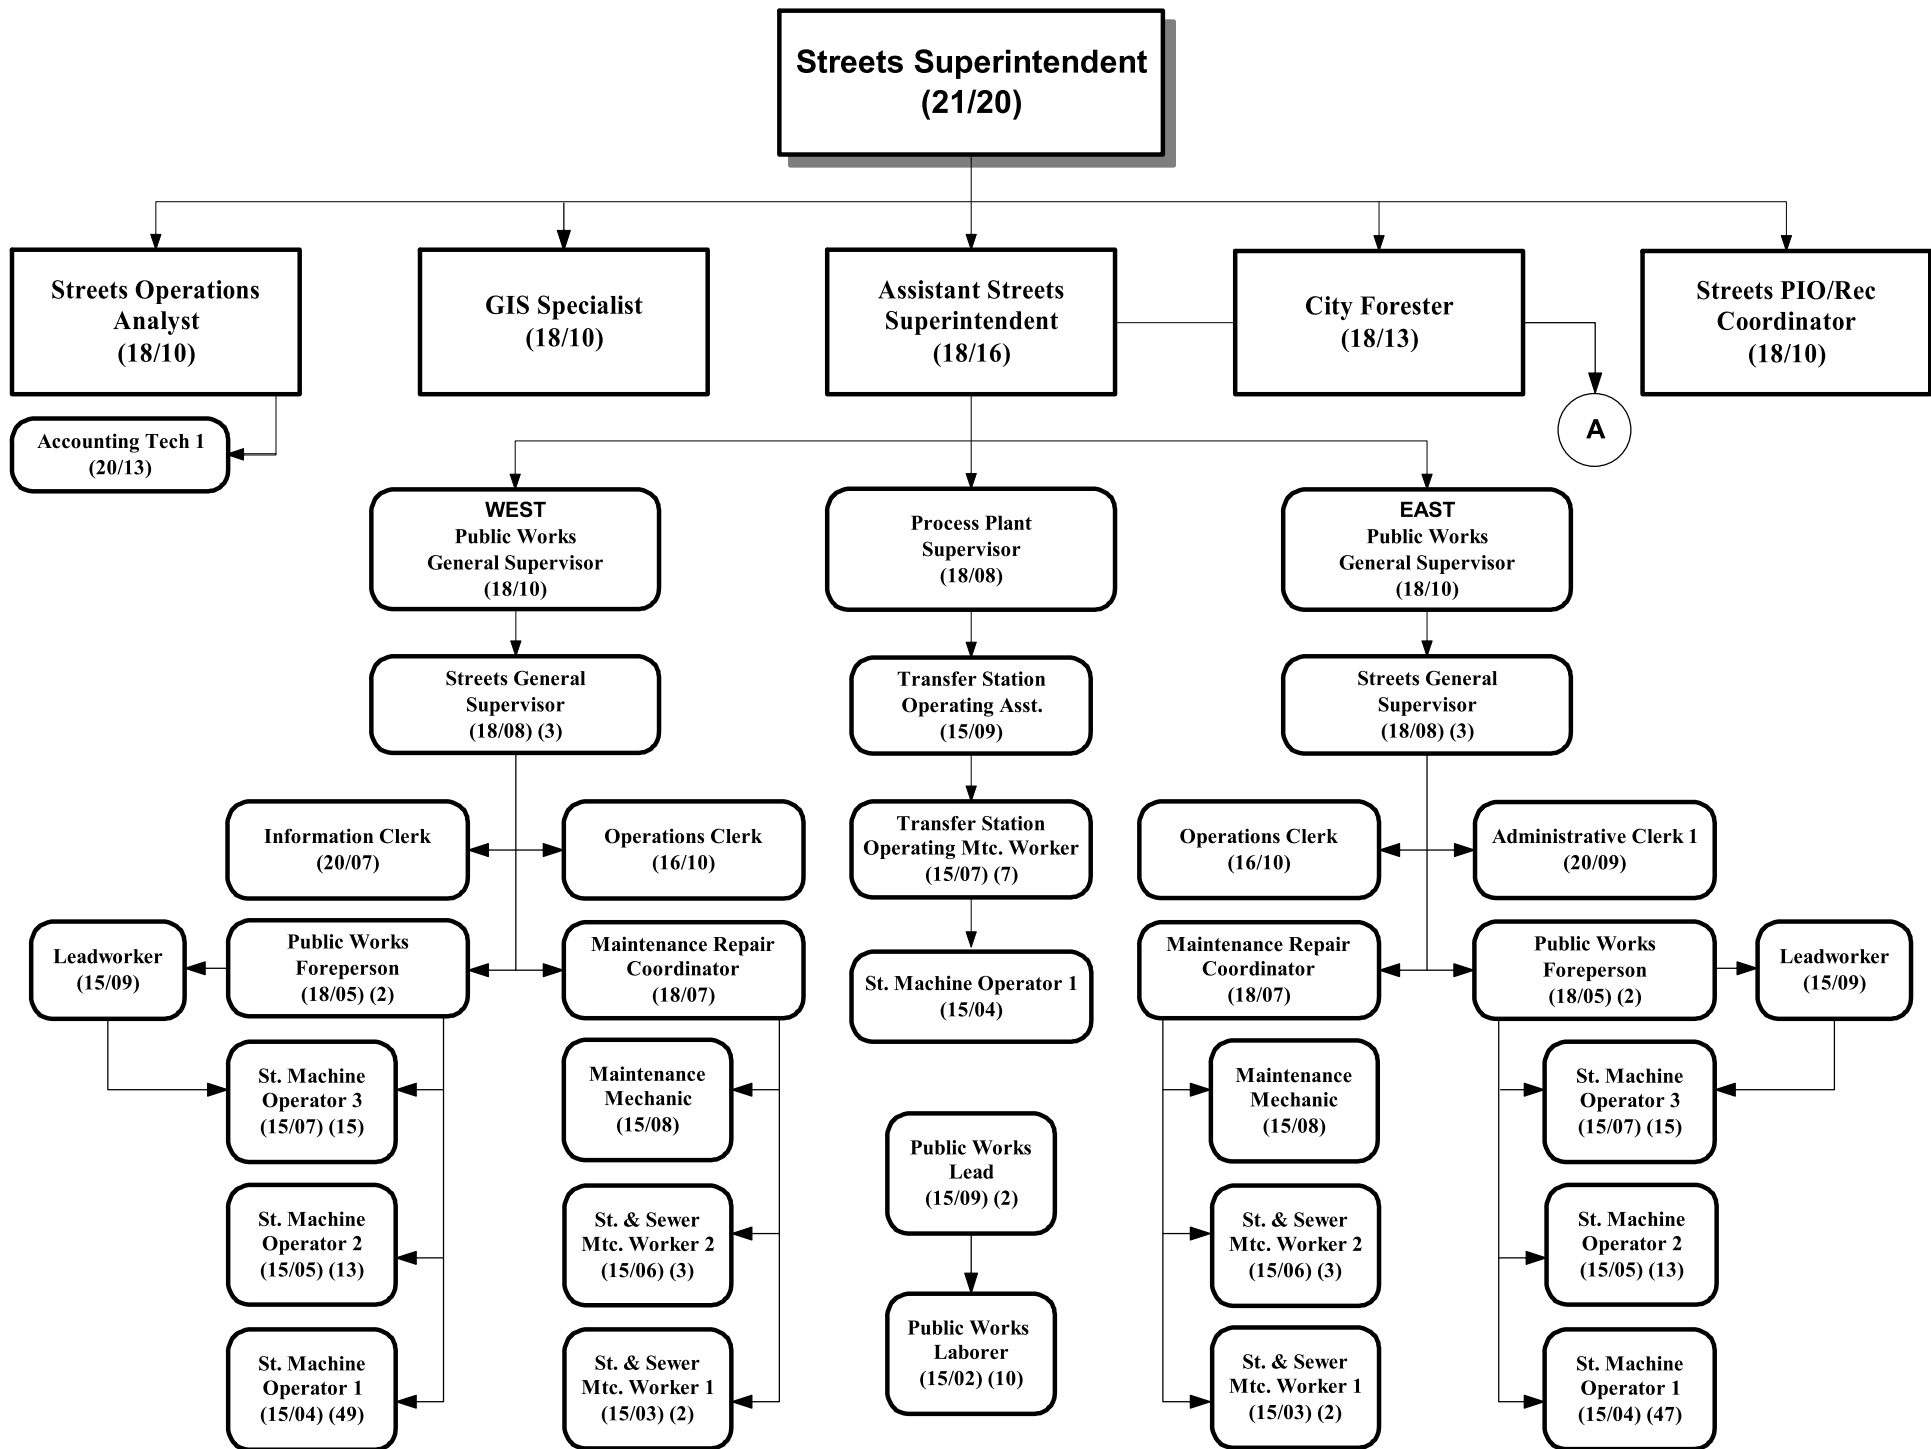 Streets Superintendent
(21/20)
Streets Operations
Analyst
(18/10)
GIS Specialist
(18/10)
Assistant Streets
Superintendent
(18/16)
City Forester
(18/13)
Streets PIO/Rec
Coordinator
(18/10)
A
Accounting Tech 1
(20/13)
WEST
Public Works
General Supervisor
(18/10)
Process Plant
Supervisor
(18/08)
EAST
Public Works
General Supervisor
(18/10)
Streets General
Supervisor
(18/08) (3)
Transfer Station
Operating Asst.
(15/09)
Streets General
Supervisor
(18/08) (3)
Information Clerk
(20/07)
Operations Clerk
(16/10)
Transfer Station
Operating Mtc. Worker
(15/07) (7)
Operations Clerk
(16/10)
Administrative Clerk 1
(20/09)
Leadworker
(15/09)
Public Works
Foreperson
(18/05) (2)
Maintenance Repair
Coordinator
(18/07)
St. Machine Operator 1
(15/04)
Maintenance Repair
Coordinator
(18/07)
Public Works
Foreperson
(18/05) (2)
Leadworker
(15/09)
St. Machine
Operator 3
(15/07) (15)
Maintenance
Mechanic
(15/08)
Public Works
Lead
(15/09) (2)
Maintenance
Mechanic
(15/08)
St. Machine
Operator 3
(15/07) (15)
St. Machine
Operator 2
(15/05) (13)
St. & Sewer
Mtc. Worker 2
(15/06) (3)
St. & Sewer
Mtc. Worker 2
(15/06) (3)
St. Machine
Operator 2
(15/05) (13)
St. Machine
Operator 1
(15/04) (49)
St. & Sewer
Mtc. Worker 1
(15/03) (2)
Public Works
Laborer
(15/02) (10)
St. & Sewer
Mtc. Worker 1
(15/03) (2)
St. Machine
Operator 1
(15/04) (47)